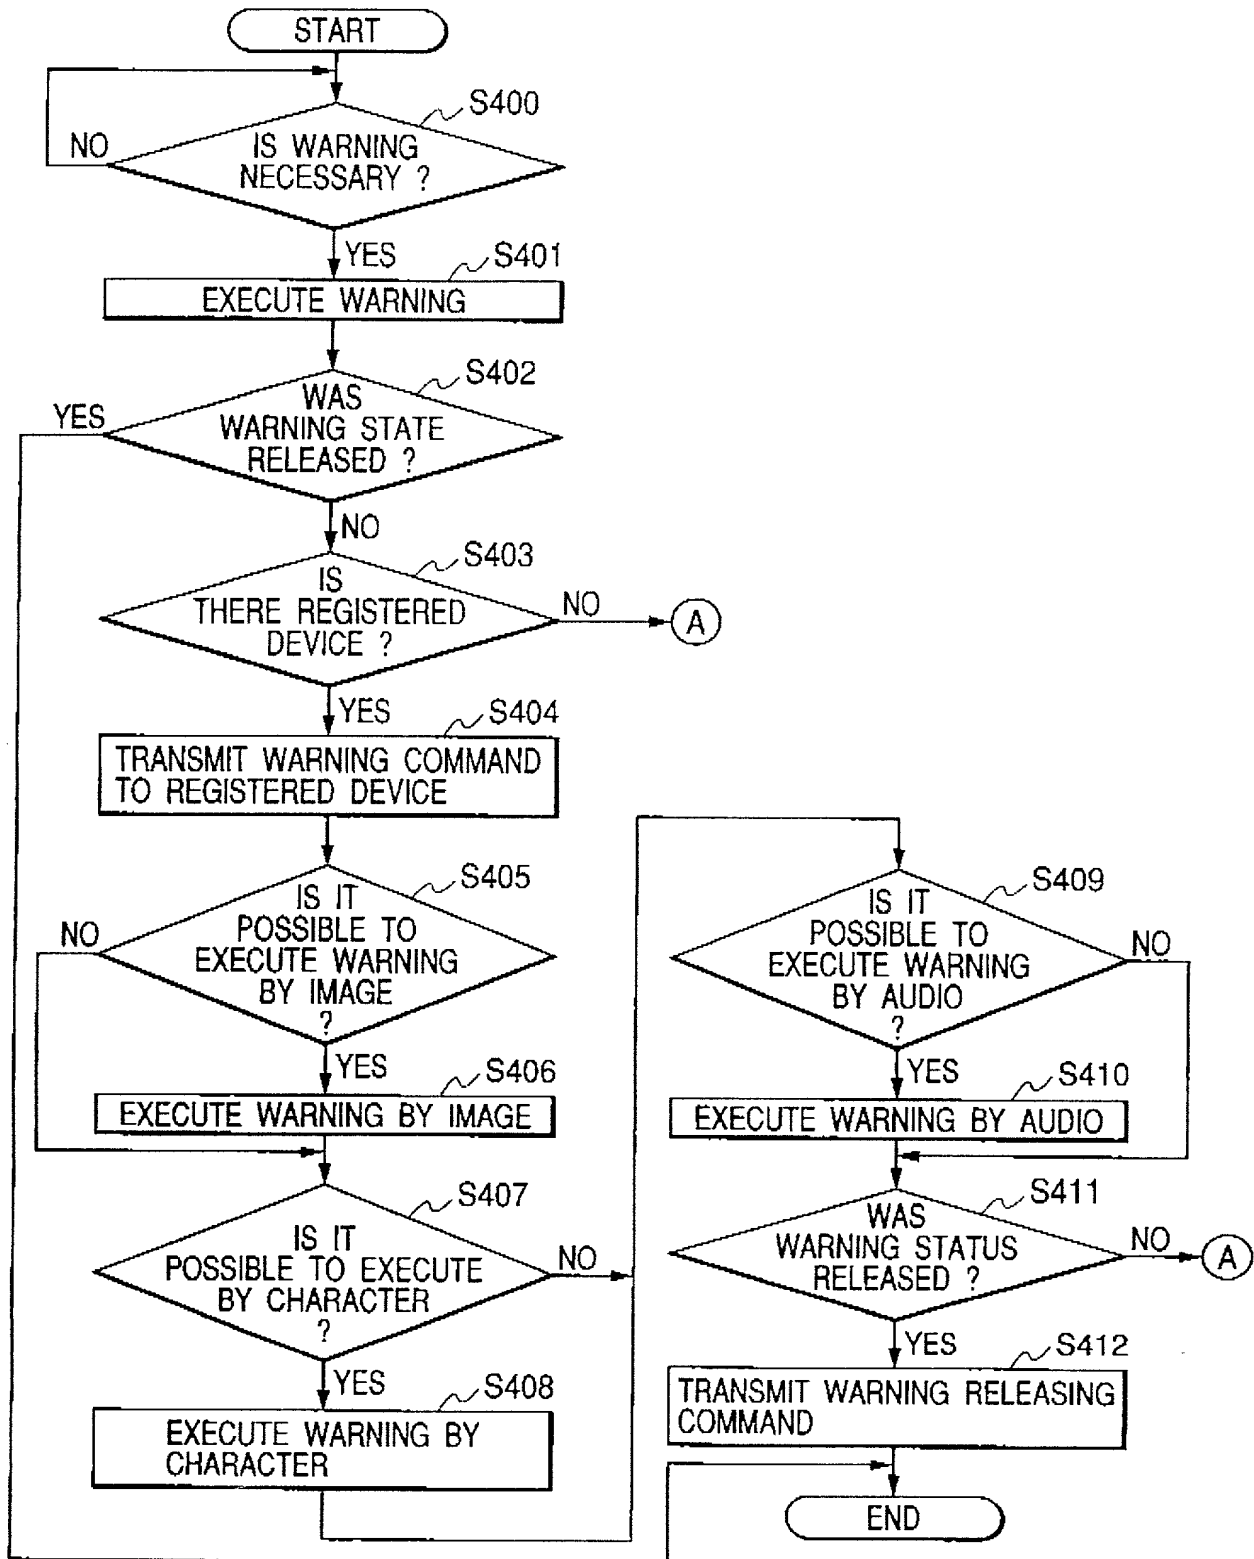 START
S400
NO
IS WARNING
NECESSARY ?
YES
S401
EXECUTE WARNING
S402
YES
WAS
WARNING STATE
RELEASED ?
NO
S403
IS
THERE REGISTERED
DEVICE ?
NO
A
YES
S404
TRANSMIT WARNING COMMAND
TO REGISTERED DEVICE
S405
NO
IS IT
POSSIBLE TO
EXECUTE WARNING
BY IMAGE
?
YES
S406
EXECUTE WARNING BY IMAGE
S407
IS IT
POSSIBLE TO EXECUTE
BY CHARACTER
?
NO
YES
S408
EXECUTE WARNING BY
CHARACTER
S409
IS IT
POSSIBLE TO
EXECUTE WARNING
BY AUDIO
?
NO
YES
S410
EXECUTE WARNING BY AUDIO
S411
WAS
WARNING STATUS
RELEASED ?
NO
A
YES
S412
TRANSMIT WARNING RELEASING
COMMAND
END